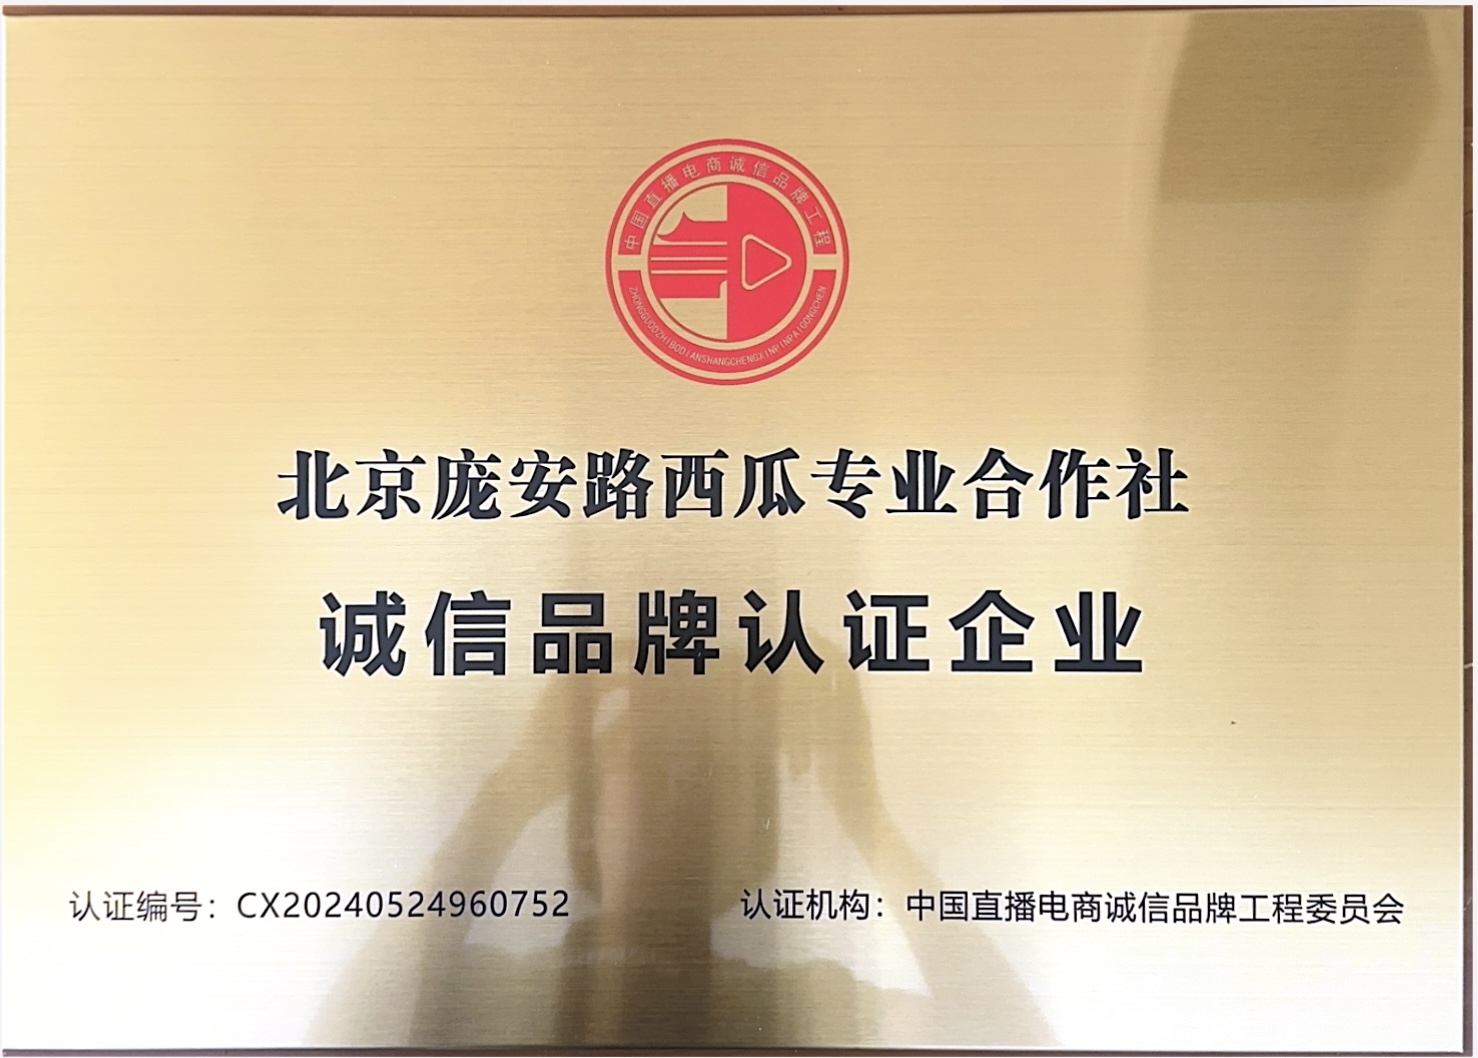 中国直播电商诚信品牌工程
ZHONGGUOZHIBODIANSHANGCHENGXINPINPAIGONGCHEN
北京庞安路西瓜专业合作社
诚信品牌认证企业
认证编号：CX20240524960752
认证机构：中国直播电商诚信品牌工程委员会